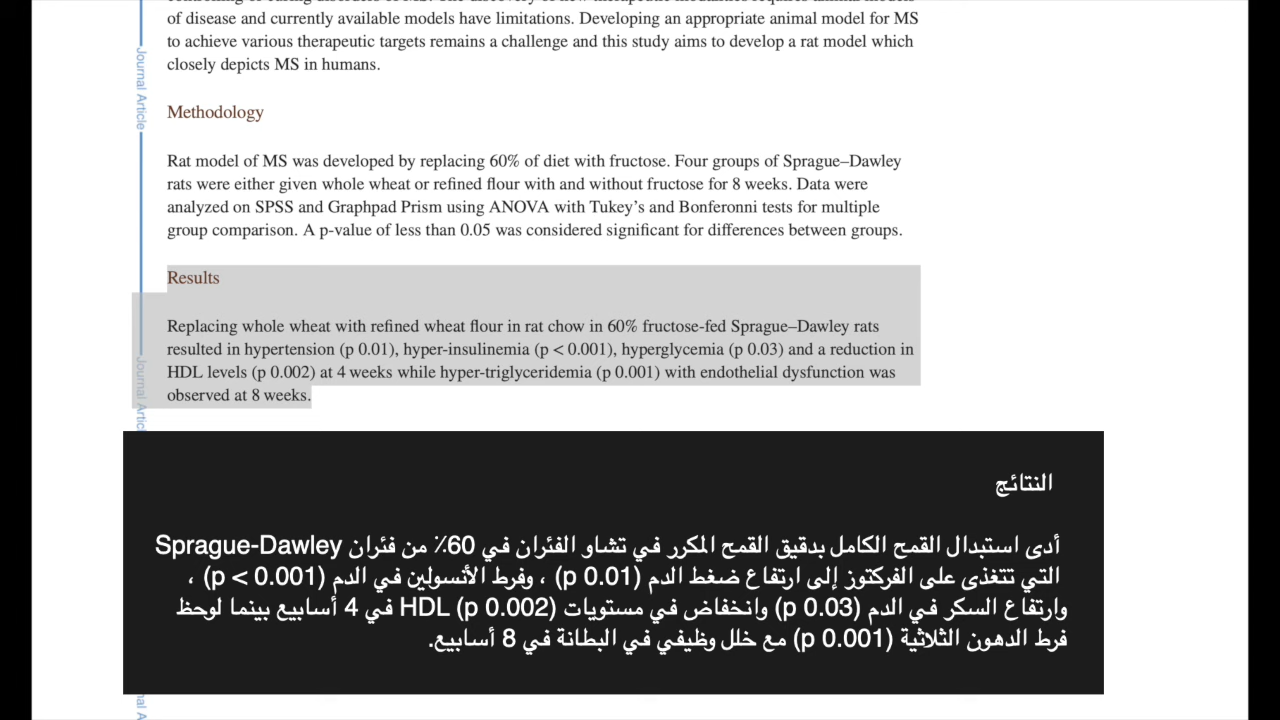 of disease and currently available models have limitations. Developing an appropriate animal model for MS
to achieve various therapeutic targets remains a challenge and this study aims to develop a rat model which
closely depicts MS in humans.
Methodology
Rat model of MS was developed by replacing 60% of diet with fructose. Four groups of Sprague–Dawley
rats were either given whole wheat or refined flour with and without fructose for 8 weeks. Data were
analyzed on SPSS and Graphpad Prism using ANOVA with Tukey’s and Bonferonni tests for multiple
group comparison. A p-value of less than 0.05 was considered significant for differences between groups.
Results
Replacing whole wheat with refined wheat flour in rat chow in 60% fructose-fed Sprague–Dawley rats
resulted in hypertension (p 0.01), hyper-insulinemia (p < 0.001), hyperglycemia (p 0.03) and a reduction in
HDL levels (p 0.002) at 4 weeks while hyper-triglyceridemia (p 0.001) with endothelial dysfunction was
observed at 8 weeks.
Journal Article
Journal Article
النتائج
أدى استبدال القمح الكامل بدقيق القمح المكرر في تشاو الفئران في 60٪ من فئران Sprague-Dawley
التي تتغذى على الفركتوز إلى ارتفاع ضغط الدم (p 0.01) ، وفرط الأنسولين في الدم (p < 0.001) ،
وارتفاع السكر في الدم (p 0.03) وانخفاض في مستويات HDL (p 0.002) في 4 أسابيع بينما لوحظ
فرط الدهون الثلاثية (p 0.001) مع خلل وظيفي في البطانة في 8 أسابيع.